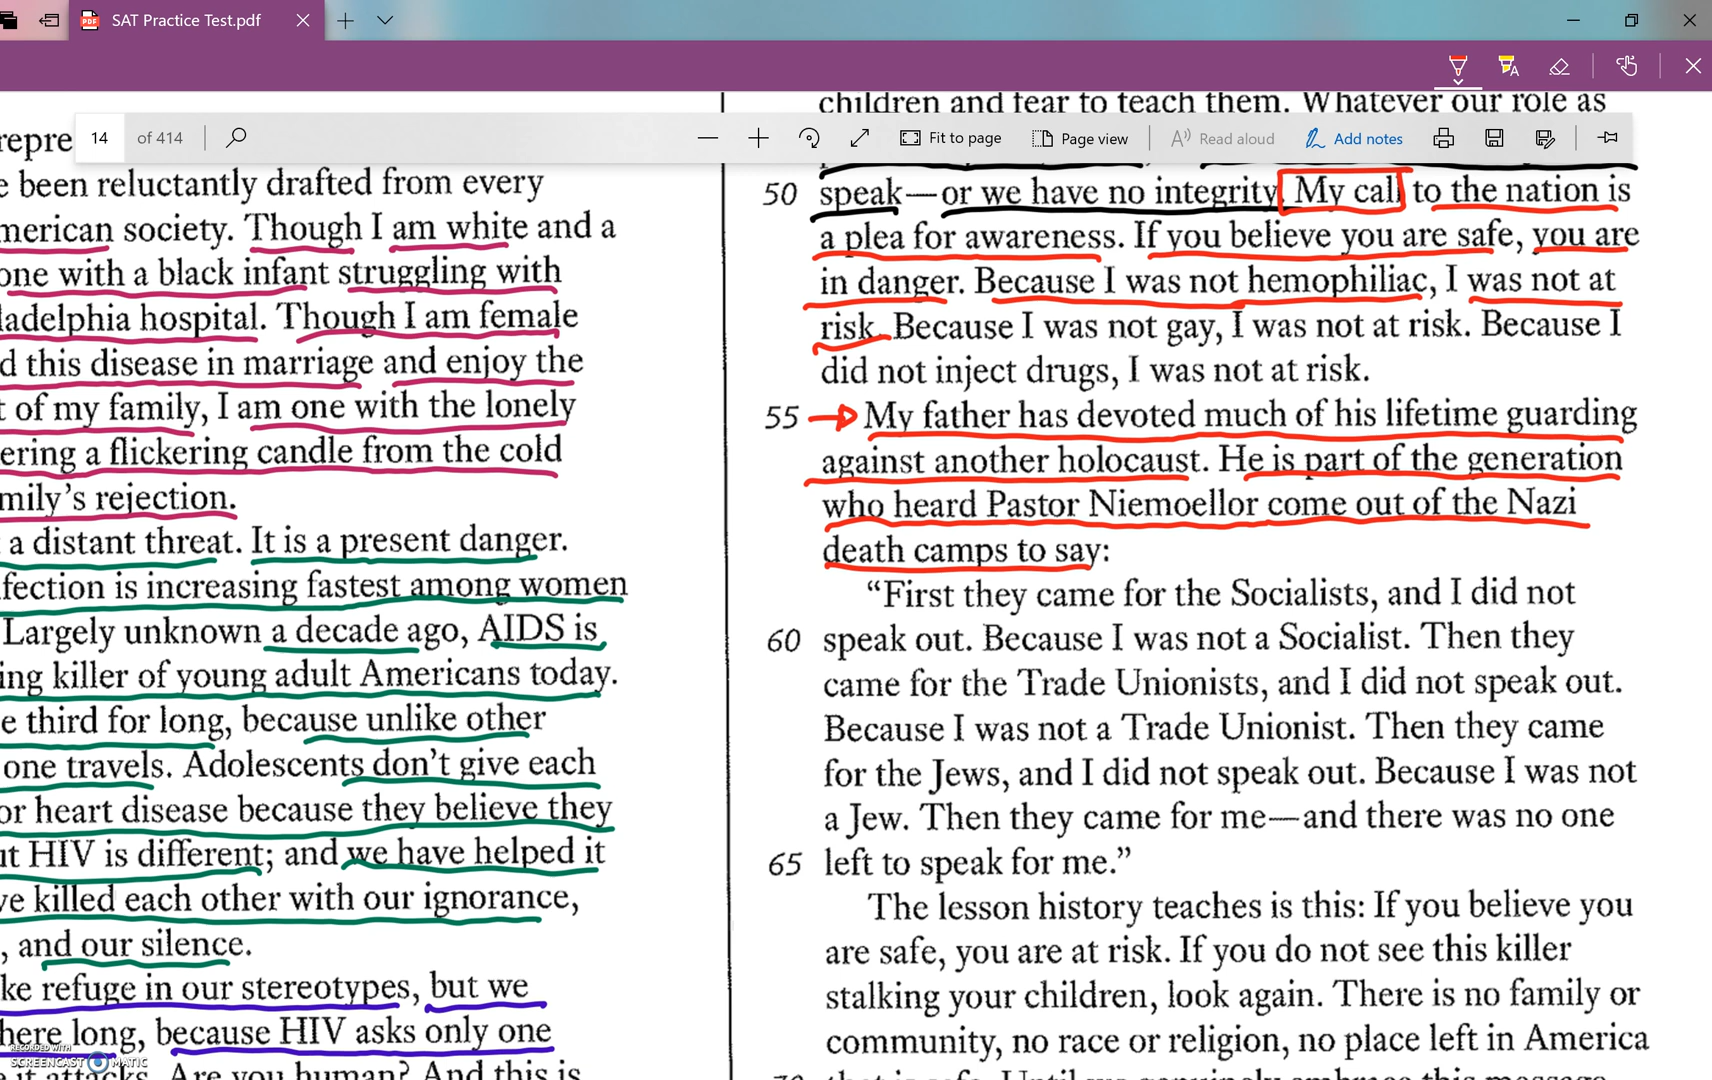 SAT Practice Test.pdf
14 of 414
Fit to page
Page view
Read aloud
Add notes
repre
e been reluctantly drafted from every
merican society. Though I am white and a
one with a black infant struggling with
ladelphia hospital. Though I am female
d this disease in marriage and enjoy the
t of my family, I am one with the lonely
ering a flickering candle from the cold
mily's rejection.
a distant threat. It is a present danger.
fection is increasing fastest among women
Largely unknown a decade ago, AIDS is
ing killer of young adult Americans today.
e third for long, because unlike other
one travels. Adolescents don't give each
or heart disease because they believe they
ut HIV is different; and we have helped it
ve killed each other with our ignorance,
, and our silence.
ke refuge in our stereotypes, but we
here long, because HIV asks only one
it attacks. Are you human? And this is
children and fear to teach them. Whatever our role as
50 speak—or we have no integrity. My call to the nation is
a plea for awareness. If you believe you are safe, you are
in danger. Because I was not hemophiliac, I was not at
risk. Because I was not gay, I was not at risk. Because I
did not inject drugs, I was not at risk.
55 My father has devoted much of his lifetime guarding
against another holocaust. He is part of the generation
who heard Pastor Niemoellor come out of the Nazi
death camps to say:
“First they came for the Socialists, and I did not
60 speak out. Because I was not a Socialist. Then they
came for the Trade Unionists, and I did not speak out.
Because I was not a Trade Unionist. Then they came
for the Jews, and I did not speak out. Because I was not
a Jew. Then they came for me—and there was no one
65 left to speak for me.”
The lesson history teaches is this: If you believe you
are safe, you are at risk. If you do not see this killer
stalking your children, look again. There is no family or
community, no race or religion, no place left in America
70 that is safe. Until we genuinely embrace this message
RECORDED WITH
SCREENCAST MATIC